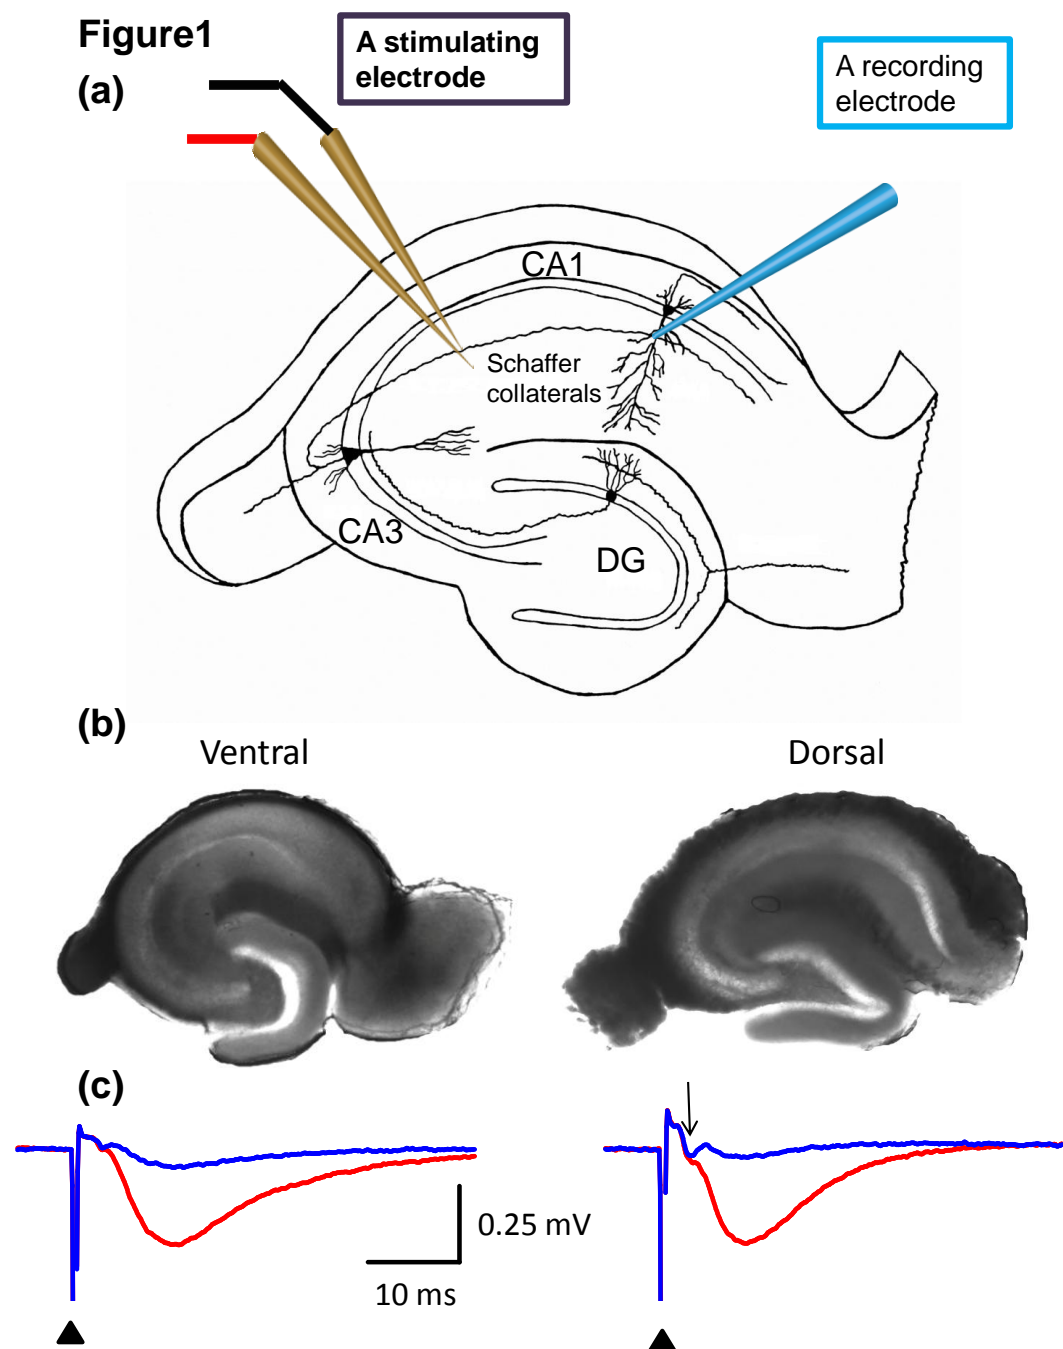 Figure1
A stimulating
electrode
A recording
electrode
(a)
CA1
Schaffer
collaterals
CA3
DG
(b)
Ventral
Dorsal
(c)
0.25 mV
10 ms